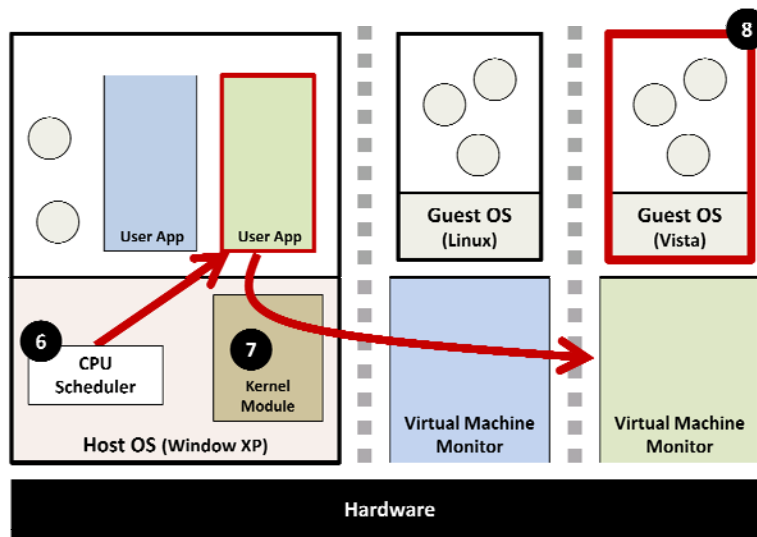 8
User App
User App
Guest OS
(Linux)
Guest OS
(Vista)
6
CPU
Scheduler
7
Kernel
Module
Host OS (Window XP)
Virtual Machine
Monitor
Virtual Machine
Monitor
Hardware